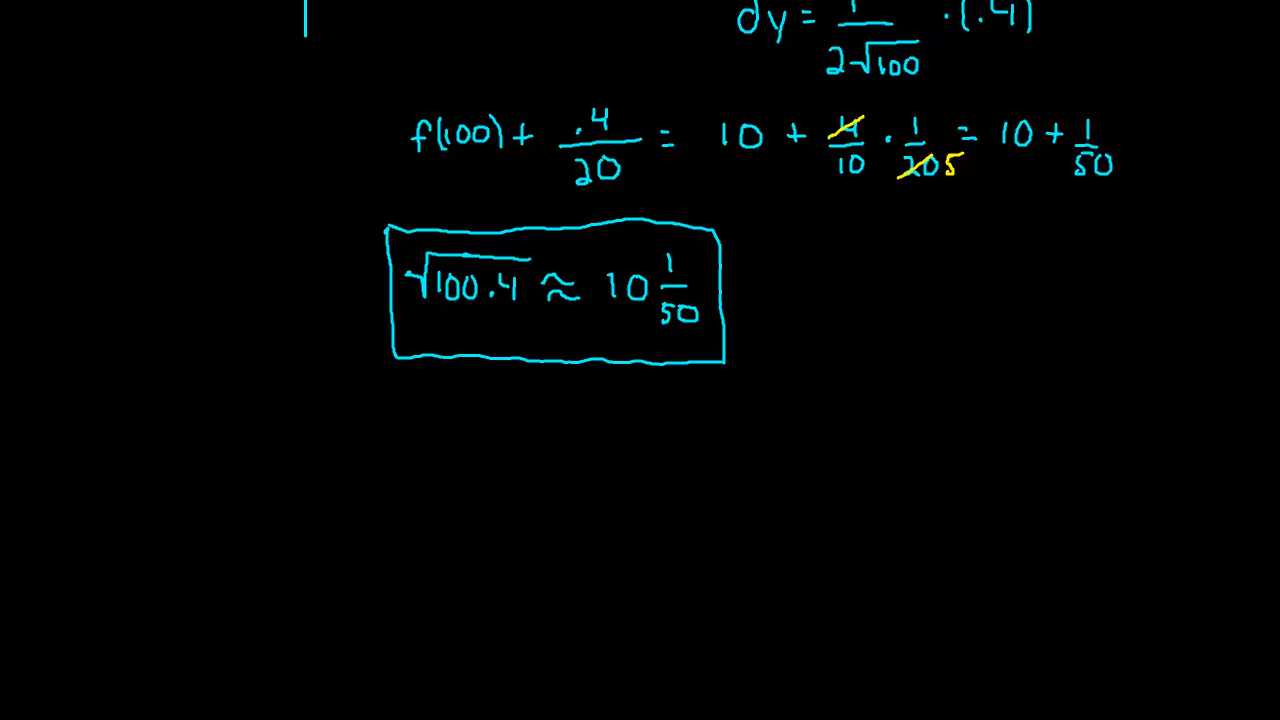 dy = 1/(2√100) · (.4)
f(100) + .4/20 = 10 + 4/10 · 1/20 5 = 10 + 1/50
√100.4 ≈ 10 1/50